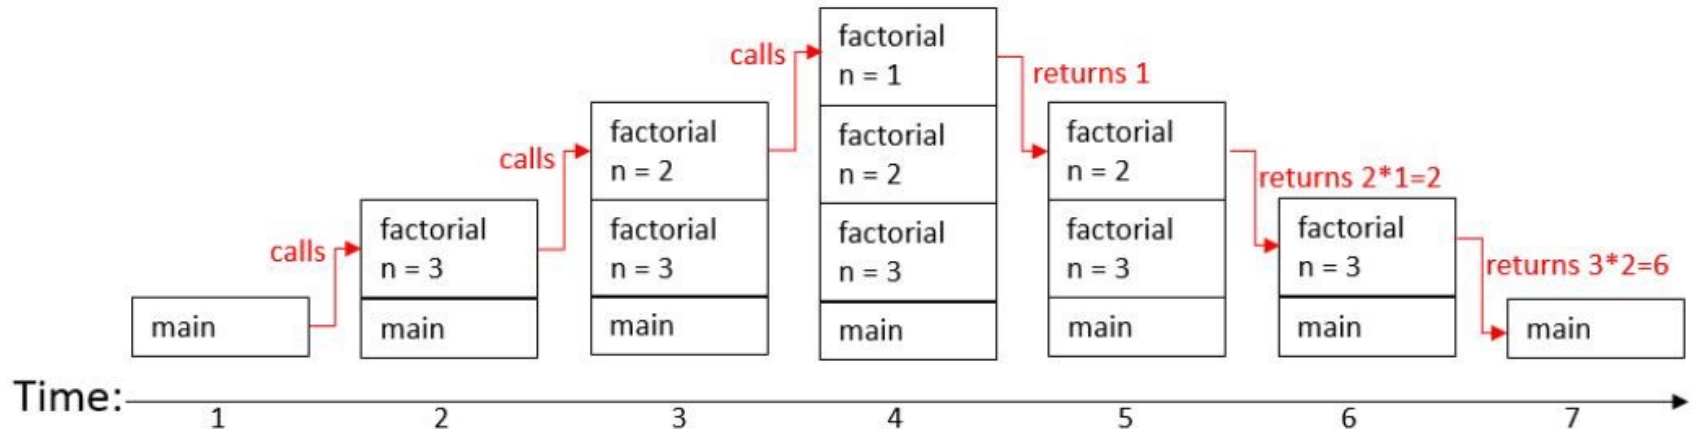 main
calls
factorial
n = 3
main
calls
factorial
n = 2
factorial
n = 3
main
calls
factorial
n = 1
factorial
n = 2
factorial
n = 3
main
returns 1
factorial
n = 2
factorial
n = 3
main
returns 2*1=2
factorial
n = 3
main
returns 3*2=6
main
Time:
1
2
3
4
5
6
7